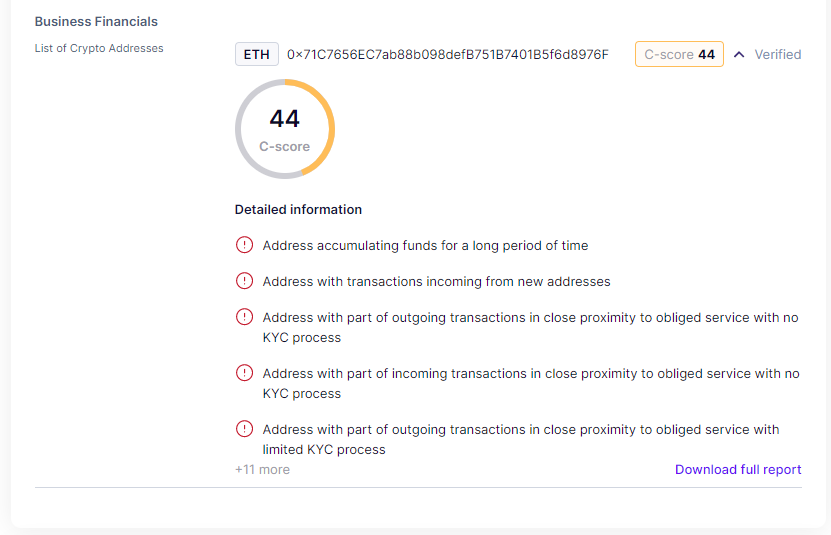 Business Financials
List of Crypto Addresses
ETH 0×71C7656EC7ab88b098defB751B7401B5f6d8976F C-score 44 Verified
44
C-score
Detailed information
Address accumulating funds for a long period of time
Address with transactions incoming from new addresses
Address with part of outgoing transactions in close proximity to obliged service with no
KYC process
Address with part of incoming transactions in close proximity to obliged service with no
KYC process
Address with part of outgoing transactions in close proximity to obliged service with
limited KYC process
+11 more
Download full report